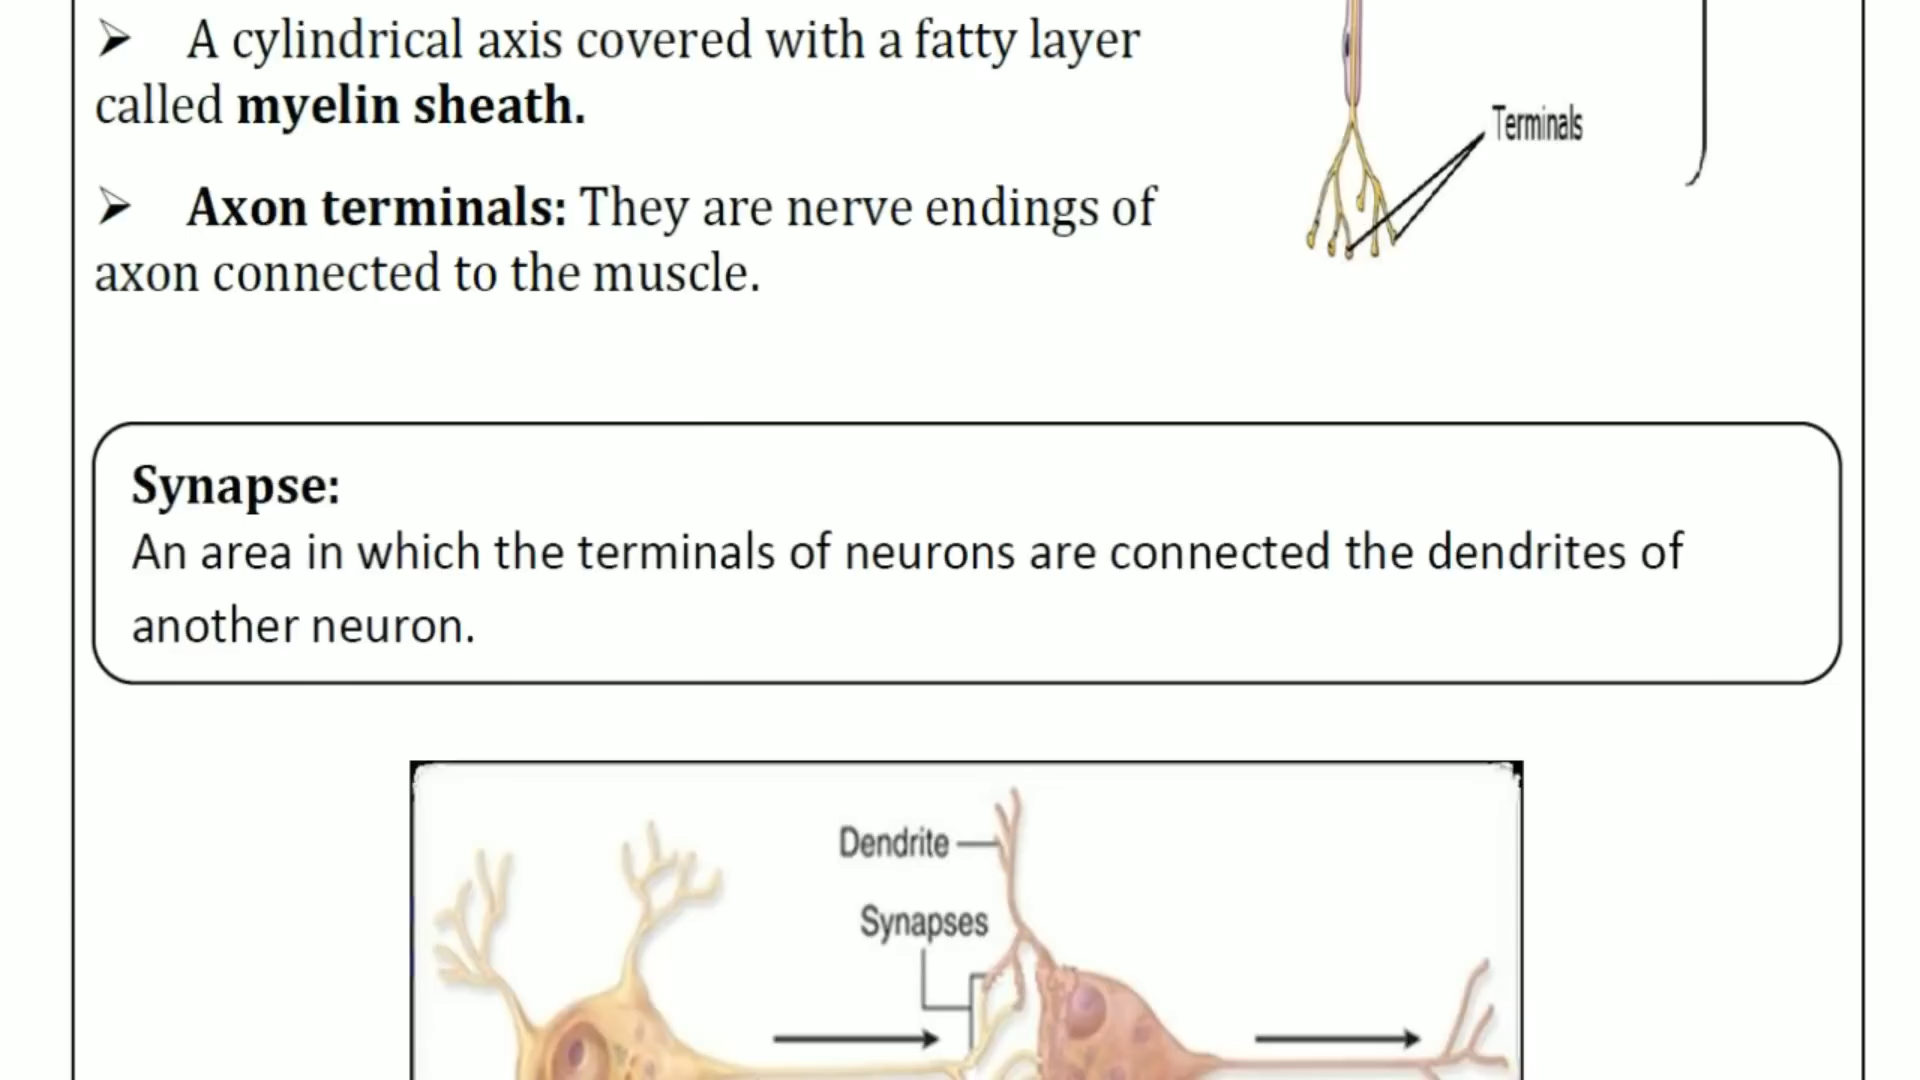 ➢ A cylindrical axis covered with a fatty layer
called myelin sheath.
Terminals
➢ Axon terminals: They are nerve endings of
axon connected to the muscle.
Synapse:
An area in which the terminals of neurons are connected the dendrites of
another neuron.
Dendrite
Synapses